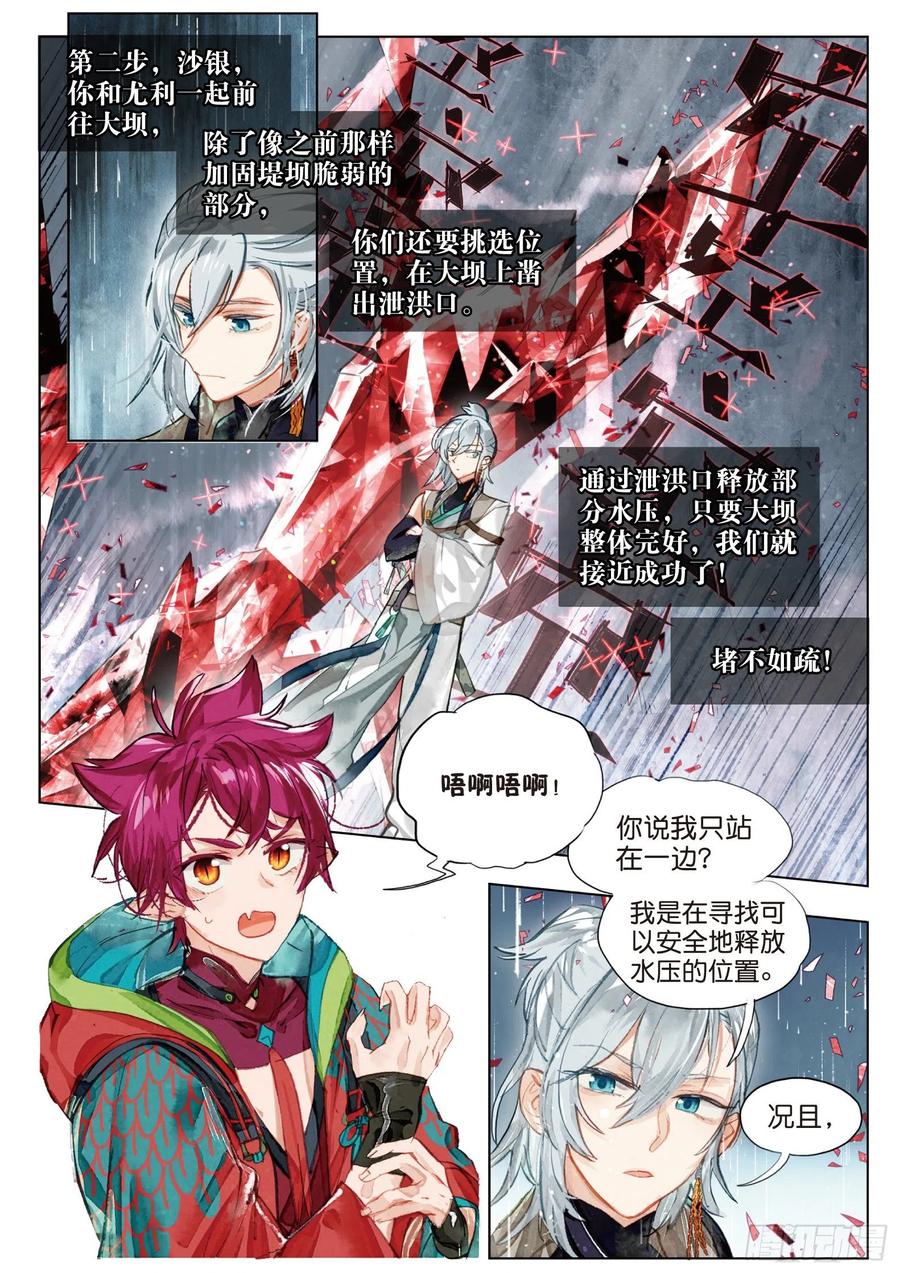 第二步，沙银，
你和尤利一起前
往大坝，
除了像之前那样
加固堤坝脆弱的
部分，
你们还要挑选位
置，在大坝上凿
出泄洪口。
通过泄洪口释放部
分水压，只要大坝
整体完好，我们就
接近成功了！
堵不如疏！
唔啊唔啊！
你说我只站
在一边？
我是在寻找可
以安全地释放
水压的位置。
况且，
腾讯动漫